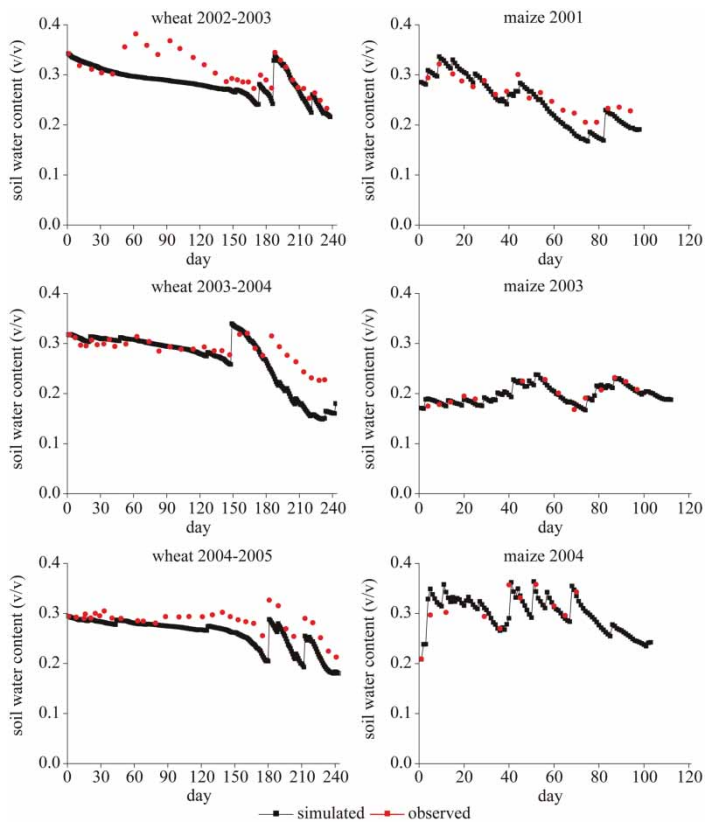 wheat 2002-2003
soil water content (v/v)
0.4
0.3
0.2
0.1
0.0
0 30 60 90 120 150 180 210 240
day
maize 2001
soil water content (v/v)
0.4
0.3
0.2
0.1
0.0
0 20 40 60 80 100 120
day
wheat 2003-2004
soil water content (v/v)
0.4
0.3
0.2
0.1
0.0
0 30 60 90 120 150 180 210 240
day
maize 2003
soil water content (v/v)
0.4
0.3
0.2
0.1
0.0
0 20 40 60 80 100 120
day
wheat 2004-2005
soil water content (v/v)
0.4
0.3
0.2
0.1
0.0
0 30 60 90 120 150 180 210 240
day
maize 2004
soil water content (v/v)
0.4
0.3
0.2
0.1
0.0
0 20 40 60 80 100 120
day
simulated observed